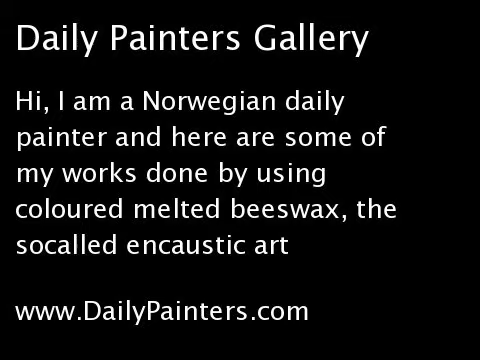 Daily Painters Gallery
Hi, I am a Norwegian daily
painter and here are some of
my works done by using
coloured melted beeswax, the
socalled encaustic art
www.DailyPainters.com